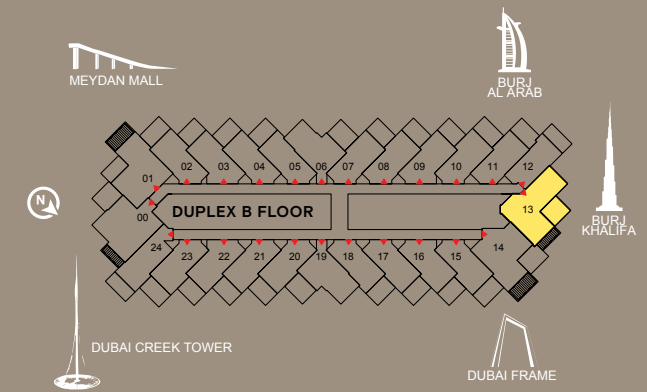 MEYDAN MALL
BURJ
AL ARAB
01 02 03 04 05 06 07 08 09 10 11 12
N
DUPLEX B FLOOR
13
BURJ
KHALIFA
00
24 23 22 21 20 19 18 17 16 15 14
DUBAI CREEK TOWER
DUBAI FRAME